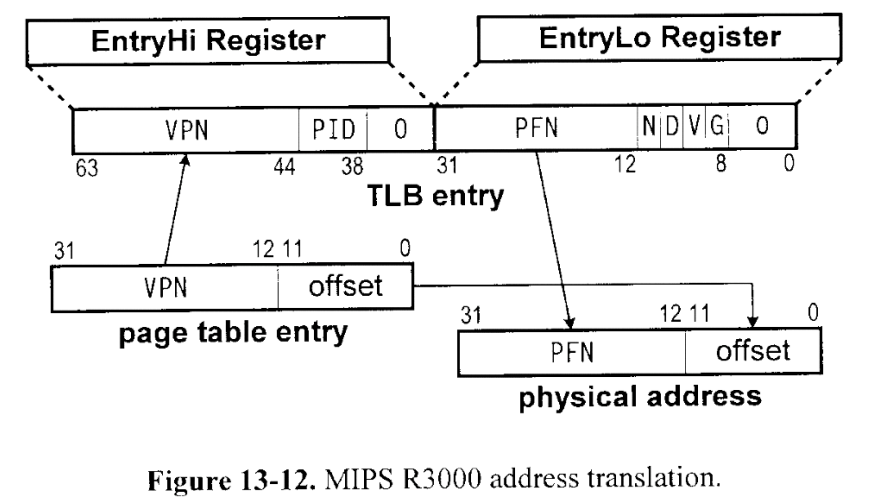 EntryHi Register EntryLo Register
VPN PID 0 PFN N D V G 0
63 44 38 31 12 8 0
TLB entry
31 12 11 0
VPN offset
page table entry
31 12 11 0
PFN offset
physical address
Figure 13-12. MIPS R3000 address translation.